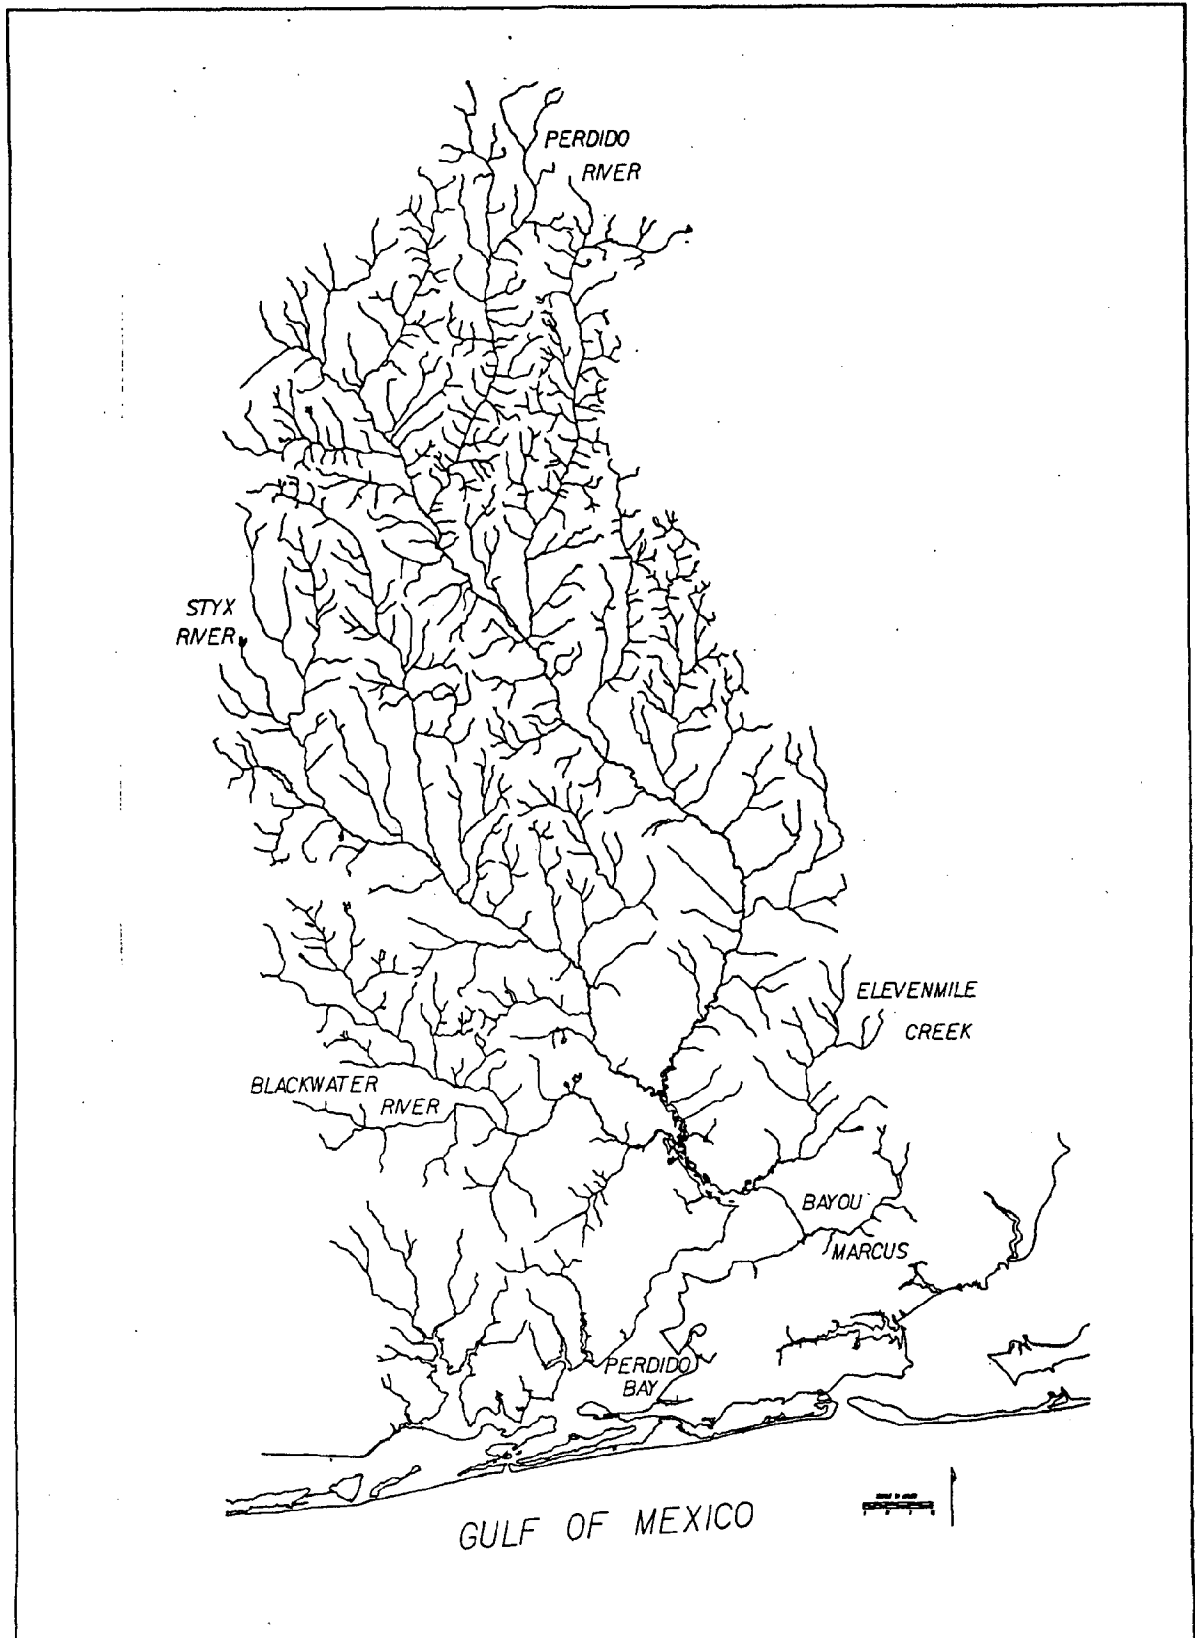 PERDIDO
RIVER
STYX
RIVER
ELEVENMILE
CREEK
BLACKWATER
RIVER
BAYOU
MARCUS
PERDIDO
BAY
GULF OF MEXICO